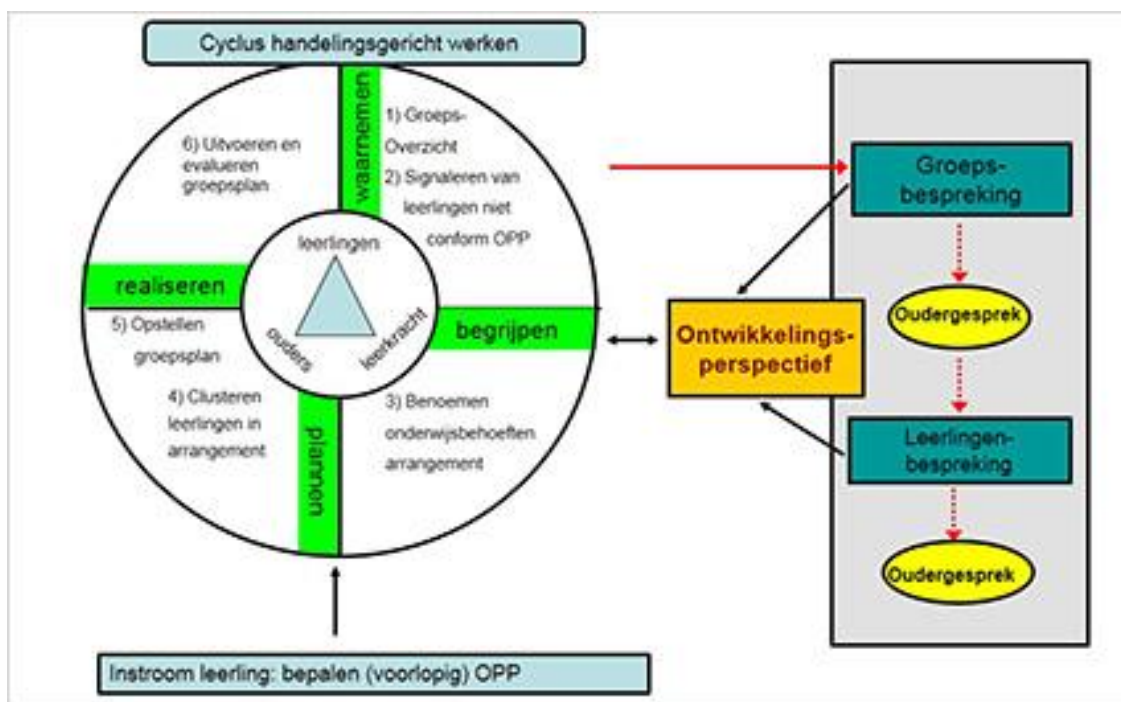 Cyclus handelingsgericht werken
waarnemen
1) Groeps-
Overzicht
2) Signaleren van
leerlingen niet
conform OPP
begrijpen
3) Benoemen
onderwijsbehoeften
arrangement
plannen
4) Clusteren
leerlingen in
arrangement
5) Opstellen
groepsplan
realiseren
6) Uitvoeren en
evalueren
groepsplan
leerlingen
ouders
leerkracht
Instroom leerling: bepalen (voorlopig) OPP
Ontwikkelings-
perspectief
Groeps-
bespreking
Oudergesprek
Leerlingen-
bespreking
Oudergesprek